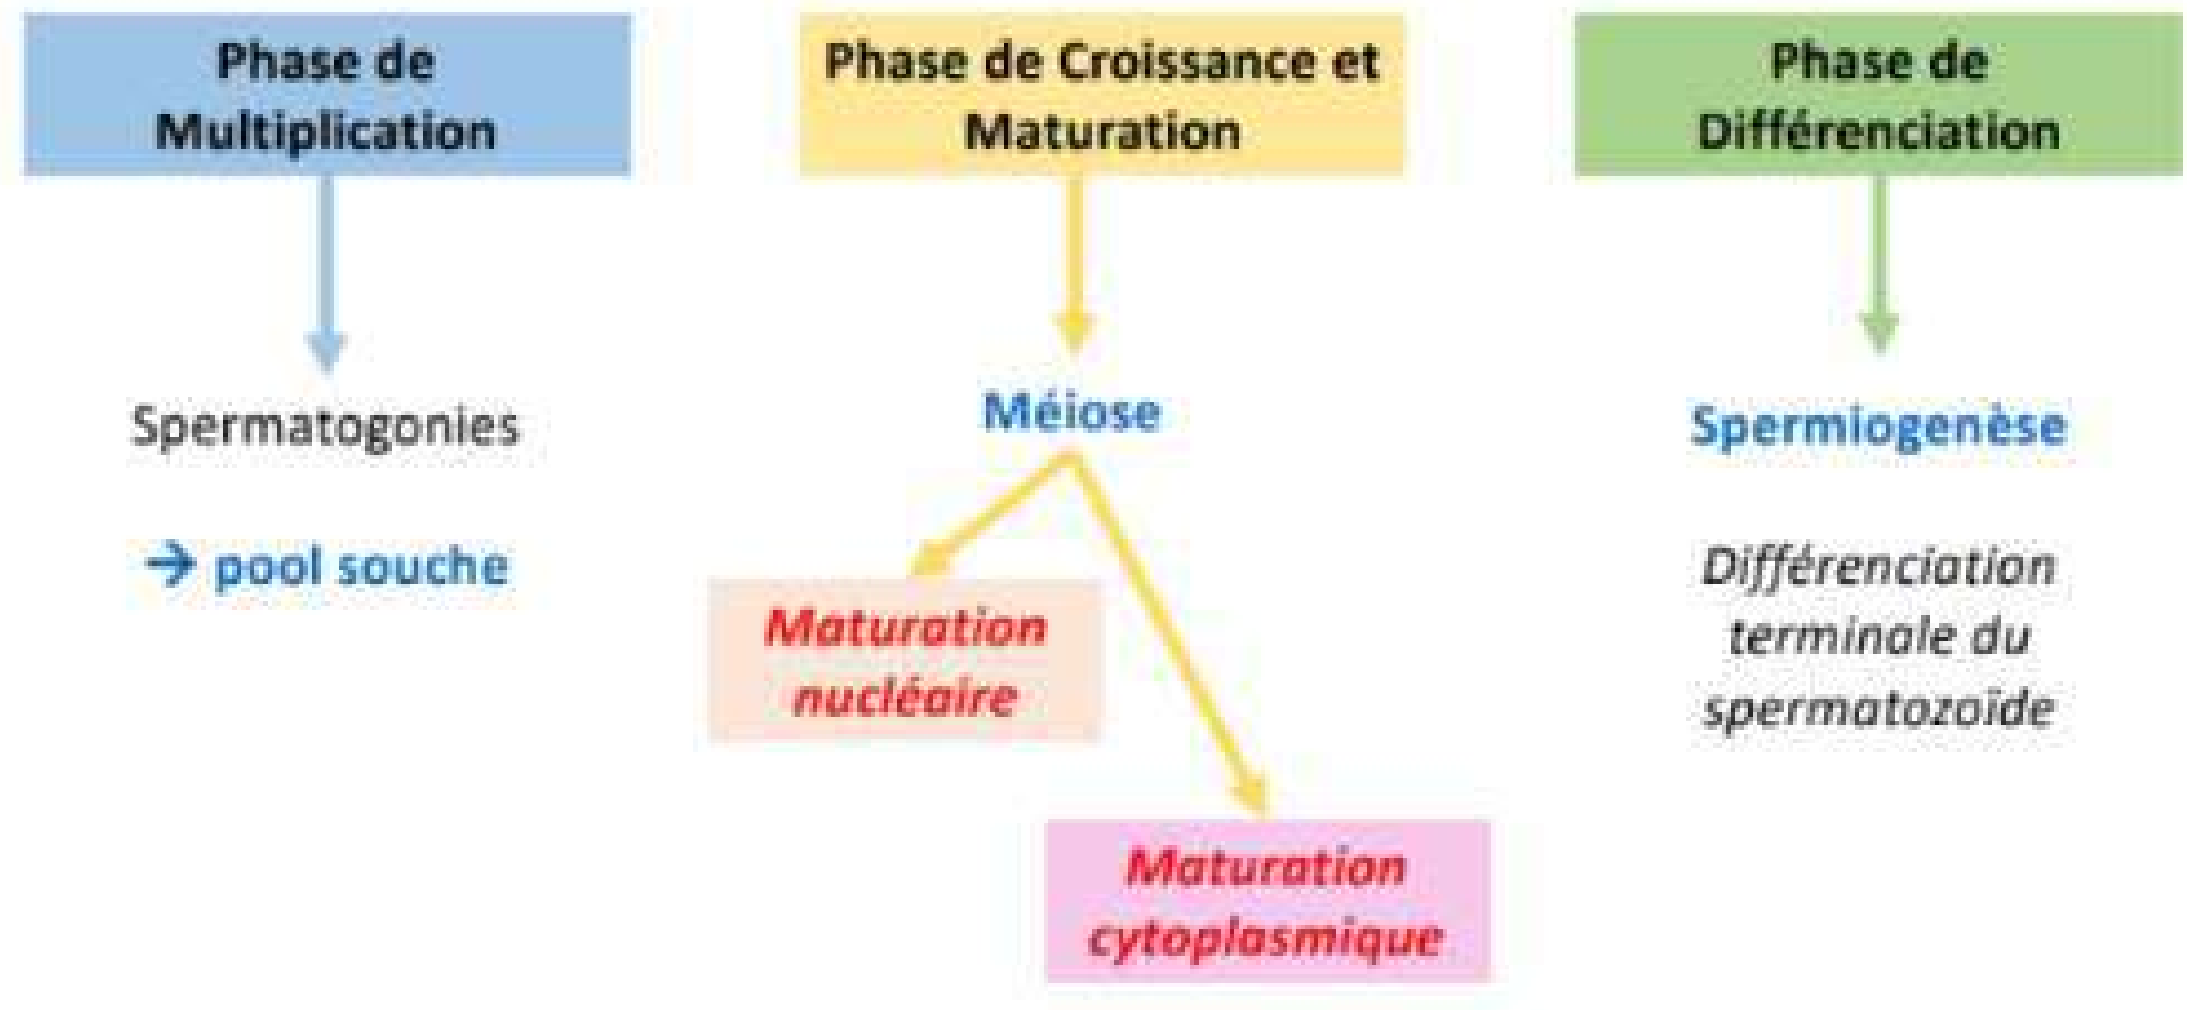 Phase de
Multiplication
Spermatogonies
→ pool souche
Phase de Croissance et
Maturation
Méiose
Maturation
nucléaire
Maturation
cytoplasmique
Phase de
Différenciation
Spermiogenèse
Différenciation
terminale du
spermatozoïde